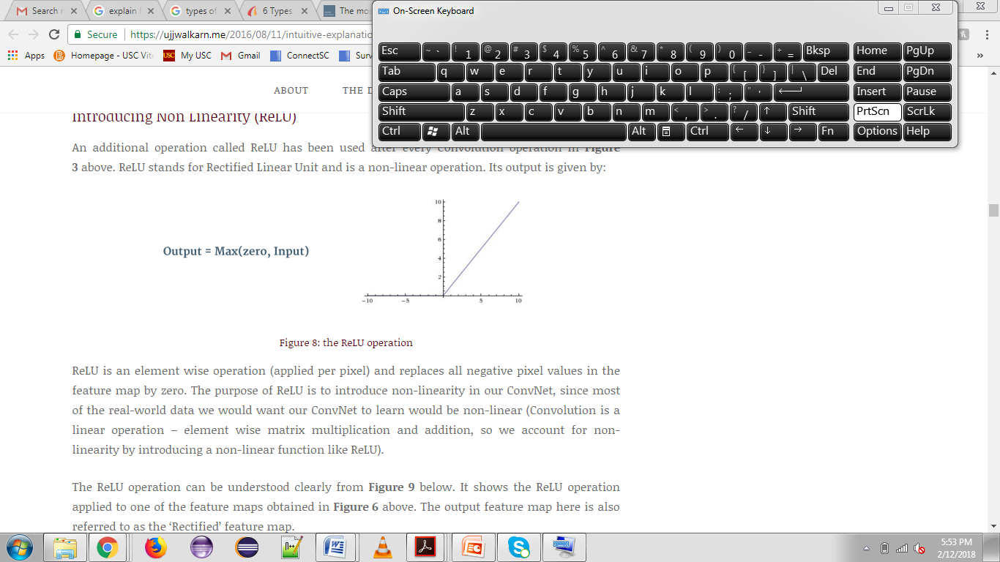 Search r
explain
types of
6 Types
The mos
On-Screen Keyboard
Secure
https://ujjwalkarn.me/2016/08/11/intuitive-explanatio
Apps
Homepage - USC Vit
USC
My USC
Gmail
ConnectSC
Surv
»
Esc ~ ` ! 1 @ 2 # 3 $ 4 % 5 ^ 6 & 7 * 8 ( 9 ) 0 _ - + = Bksp Home PgUp
Tab q w e r t y u i o p { [ } ] | \ Del End PgDn
Caps a s d f g h j k l : ; " ' Insert Pause
Shift z x c v b n m < , > . ? / ↑ Shift PrtScn ScrLk
Ctrl Alt Alt Ctrl ← ↓ → Fn Options Help
ABOUT THE D
Introducing Non Linearity (ReLU)
An additional operation called ReLU has been used after every Convolution operation in Figure
3 above. ReLU stands for Rectified Linear Unit and is a non-linear operation. Its output is given by:
Output = Max(zero, Input)
10
8
6
4
2
-10 -5 5 10
Figure 8: the ReLU operation
ReLU is an element wise operation (applied per pixel) and replaces all negative pixel values in the
feature map by zero. The purpose of ReLU is to introduce non-linearity in our ConvNet, since most
of the real-world data we would want our ConvNet to learn would be non-linear (Convolution is a
linear operation – element wise matrix multiplication and addition, so we account for non-
linearity by introducing a non-linear function like ReLU).
The ReLU operation can be understood clearly from Figure 9 below. It shows the ReLU operation
applied to one of the feature maps obtained in Figure 6 above. The output feature map here is also
referred to as the ‘Rectified’ feature map.
5:53 PM
2/12/2018